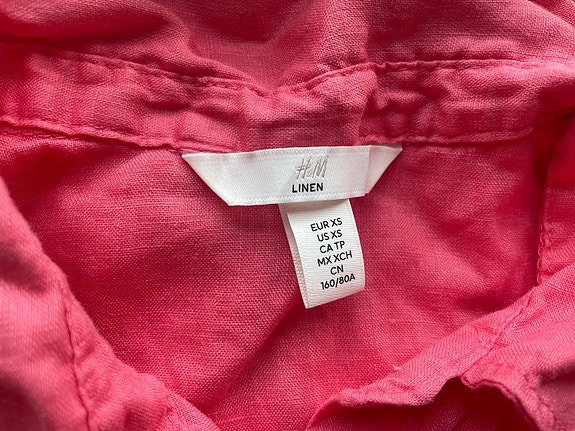 H&M
LINEN
EUR XS
US XS
CA TP
MX XCH
CN
160/80A